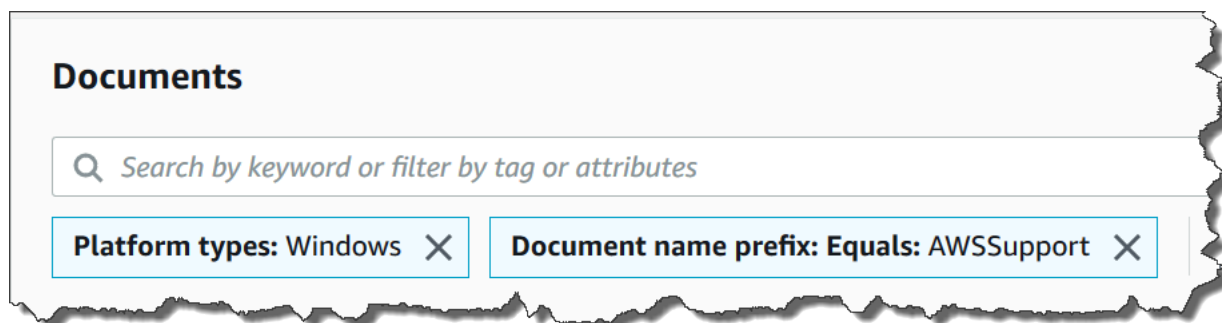 Documents
Search by keyword or filter by tag or attributes
Platform types: Windows Document name prefix: Equals: AWSSupport